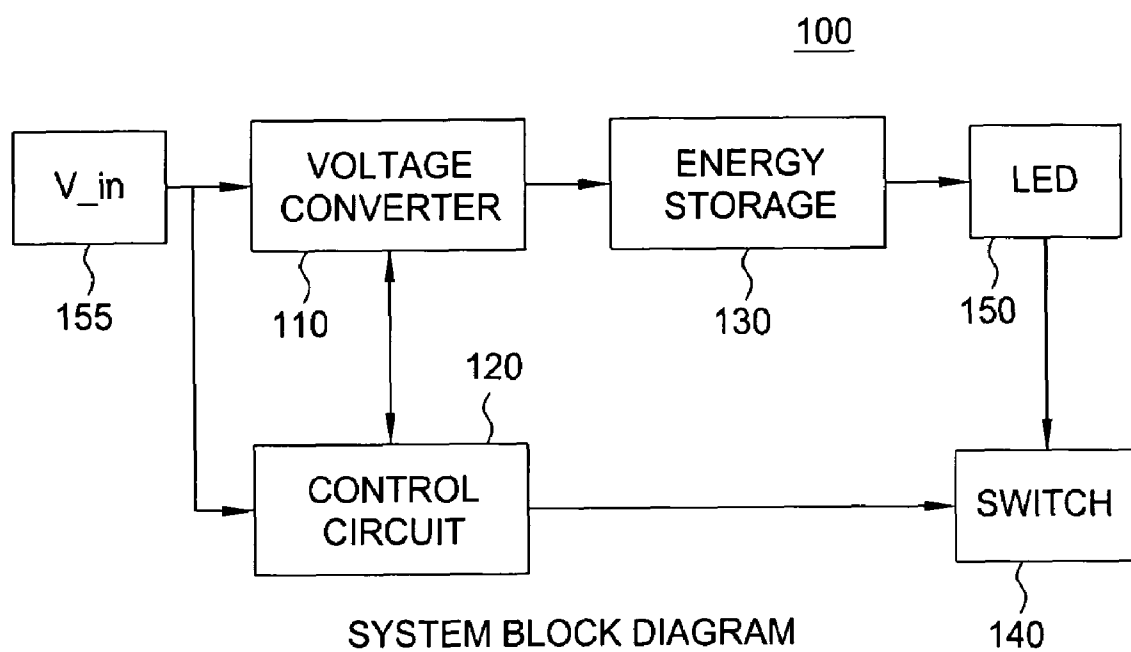 100
V_in
VOLTAGE
CONVERTER
ENERGY
STORAGE
LED
155
110
130
150
120
CONTROL
CIRCUIT
SWITCH
140
SYSTEM BLOCK DIAGRAM